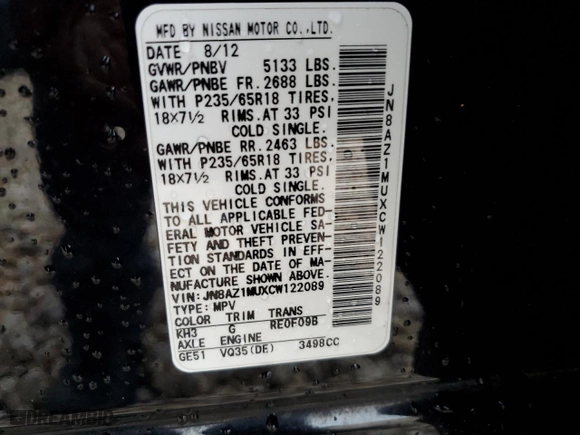 MFD BY NISSAN MOTOR CO.,LTD.
DATE 8/12
GVWR/PNBV 5133 LBS.
GAWR/PNBE FR. 2688 LBS.
WITH P235/65R18 TIRES,
18X7½ RIMS.AT 33 PSI
COLD SINGLE.
GAWR/PNBE RR. 2463 LBS.
WITH P235/65R18 TIRES,
18X7½ RIMS.AT 33 PSI
COLD SINGLE.
THIS VEHICLE CONFORMS
TO ALL APPLICABLE FED-
ERAL MOTOR VEHICLE SA-
FETY AND THEFT PREVEN-
TION STANDARDS IN EFF-
ECT ON THE DATE OF MA-
NUFACTURE SHOWN ABOVE.
VIN: JN8AZ1MUXCW122089
TYPE: MPV
COLOR TRIM TRANS
KH3 G RE0F09B
AXLE ENGINE
GE51 VQ35(DE) 3498CC
JN8AZ1MUXCW122089
DREAMBID